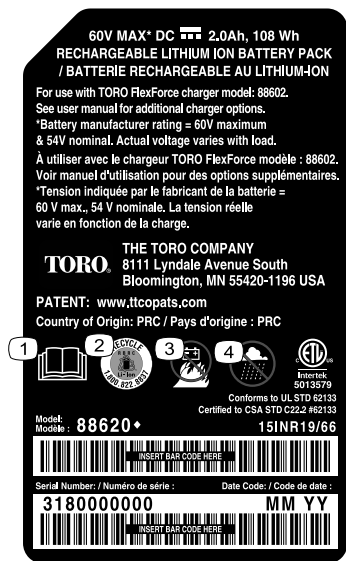 60V MAX* DC 2.0Ah, 108 Wh
RECHARGEABLE LITHIUM ION BATTERY PACK
/ BATTERIE RECHARGEABLE AU LITHIUM-ION
For use with TORO FlexForce charger model: 88602.
See user manual for additional charger options.
*Battery manufacturer rating = 60V maximum
& 54V nominal. Actual voltage varies with load.
À utiliser avec le chargeur TORO FlexForce modèle : 88602.
Voir manuel d'utilisation pour des options supplémentaires.
*Tension indiquée par le fabricant de la batterie =
60 V max., 54 V nominale. La tension réelle
varie en fonction de la charge.
TORO®
THE TORO COMPANY
8111 Lyndale Avenue South
Bloomington, MN 55420-1196 USA
PATENT: www.ttcopats.com
Country of Origin: PRC / Pays d'origine : PRC
1
2
3
4
RECYCLE
RBRC
Li-Ion
1.800.822.8837
C ETL US
Intertek
5013579
Conforms to UL STD 62133
Certified to CSA STD C22.2 #62133
Model:
Modèle : 88620♦
15INR19/66
INSERT BAR CODE HERE
Serial Number: / Numéro de série : Date Code: / Code de date :
3180000000 MM YY
INSERT BAR CODE HERE